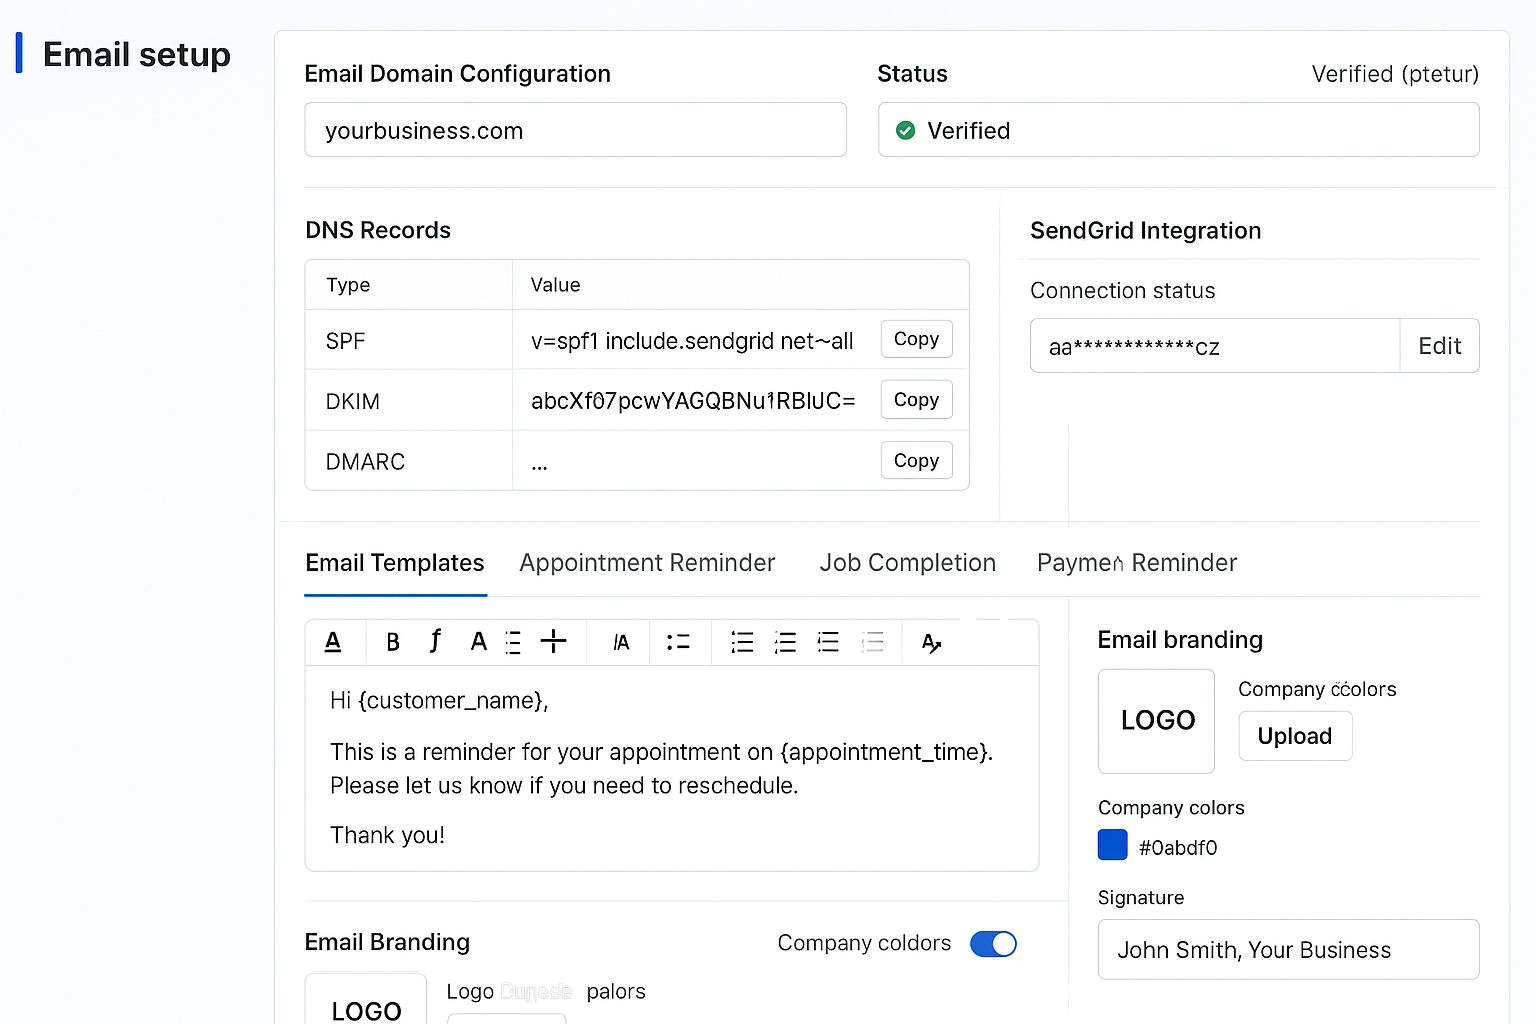 Email setup
Email Domain Configuration
yourbusiness.com
Status
Verified (ptetur)
Verified
DNS Records
Type Value
SPF v=spf1 include.sendgrid net~all Copy
DKIM Copy
DMARC ... Copy
SendGrid Integration
Connection status
aa************cz Edit
Email Templates Appointment Reminder Job Completion Reminder
Hi {customer_name},
This is a reminder for your appointment on {appointment_time}.
Please let us know if you need to reschedule.
Thank you!
Email branding
LOGO
Company
Upload
Company colors
#0abdf0
Signature
John Smith, Your Business
Email Branding
Company coldors
LOGO
Logo palors